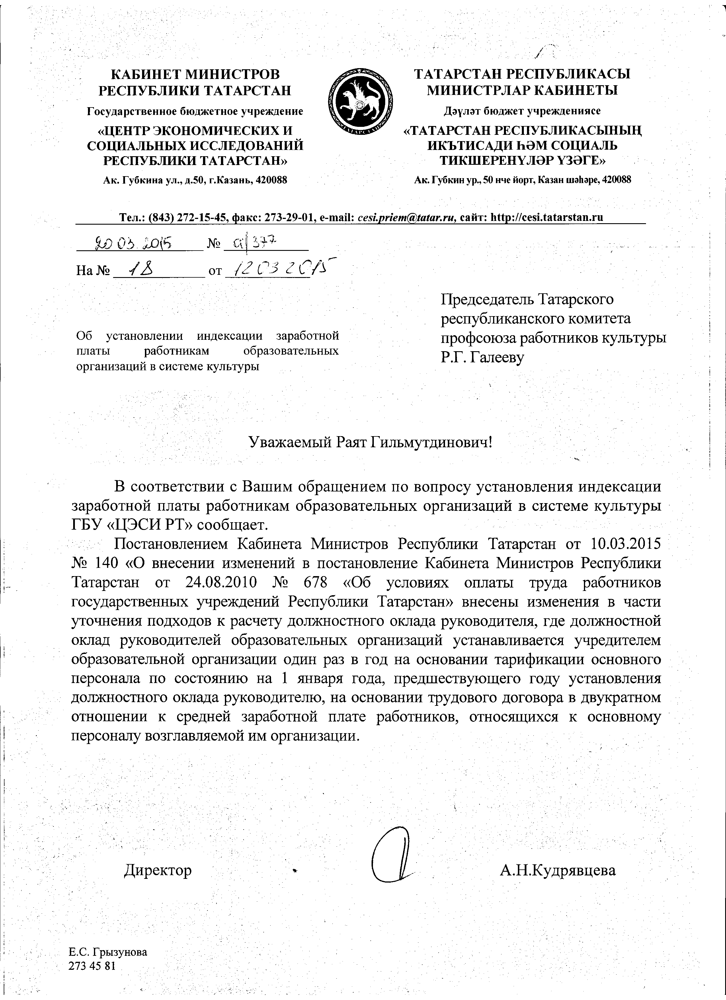 КАБИНЕТ МИНИСТРОВ
РЕСПУБЛИКИ ТАТАРСТАН
Государственное бюджетное учреждение
«ЦЕНТР ЭКОНОМИЧЕСКИХ И
СОЦИАЛЬНЫХ ИССЛЕДОВАНИЙ
РЕСПУБЛИКИ ТАТАРСТАН»
Ак. Губкина ул., д.50, г.Казань, 420088
ТАТАРСТАН
ТАТАРСТАН РЕСПУБЛИКАСЫ
МИНИСТРЛАР КАБИНЕТЫ
Дәүләт бюджет учреждениясе
«ТАТАРСТАН РЕСПУБЛИКАСЫНЫҢ
ИКЪТИСАДИ ҺӘМ СОЦИАЛЬ
ТИКШЕРЕНҮЛӘР ҮЗӘГЕ»
Ак. Губкин ур., 50 нче йорт, Казан шәһәре, 420088
Тел.: (843) 272-15-45, факс: 273-29-01, e-mail: cesi.priem@tatar.ru, сайт: http://cesi.tatarstan.ru
20 03. 2015 № а/377
На № 18 от 12 03 2015
Председатель Татарского
республиканского комитета
профсоюза работников культуры
Р.Г. Галееву
Об установлении индексации заработной
платы работникам образовательных
организаций в системе культуры
Уважаемый Раят Гильмутдинович!
В соответствии с Вашим обращением по вопросу установления индексации
заработной платы работникам образовательных организаций в системе культуры
ГБУ «ЦЭСИ РТ» сообщает.
Постановлением Кабинета Министров Республики Татарстан от 10.03.2015
№ 140 «О внесении изменений в постановление Кабинета Министров Республики
Татарстан от 24.08.2010 № 678 «Об условиях оплаты труда работников
государственных учреждений Республики Татарстан» внесены изменения в части
уточнения подходов к расчету должностного оклада руководителя, где должностной
оклад руководителей образовательных организаций устанавливается учредителем
образовательной организации один раз в год на основании тарификации основного
персонала по состоянию на 1 января года, предшествующего году установления
должностного оклада руководителю, на основании трудового договора в двукратном
отношении к средней заработной плате работников, относящихся к основному
персоналу возглавляемой им организации.
Директор А.Н.Кудрявцева
Е.С. Грызунова
273 45 81